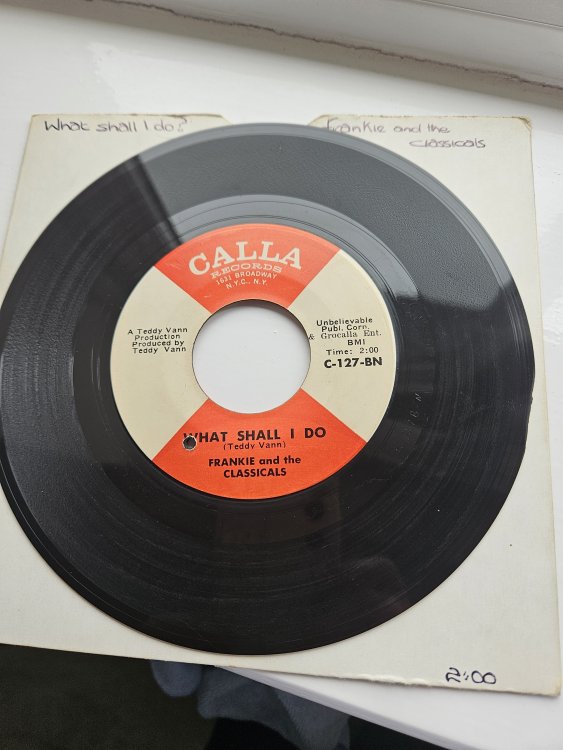 What shall I do?
Frankie and the
classicals
CALLA
RECORDS
1631 BROADWAY
N.Y.C., N.Y.
A Teddy Vann
Production
Produced by
Teddy Vann
Unbelievable
Publ. Corn.
& Grocalla Ent.
BMI
Time: 2:00
C-127-BN
WHAT SHALL I DO
(Teddy Vann)
FRANKIE and the
CLASSICALS
2:00